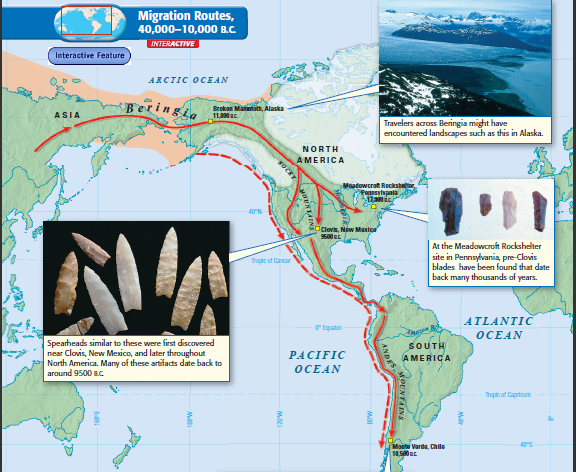 Migration Routes,
40,000–10,000 B.C.
INTERACTIVE
Interactive Feature
ARCTIC OCEAN
ASIA
Beringia
Broken Mammoth, Alaska
11,800 B.C.
Travelers across Beringia might have
encountered landscapes such as this in Alaska.
NORTH
AMERICA
ROCKY
MOUNTAINS
Meadowcroft Rockshelter,
Pennsylvania
17,000 B.C.
40°N
Clovis, New Mexico
9500 B.C.
At the Meadowcroft Rockshelter
site in Pennsylvania, pre-Clovis
blades have been found that date
back many thousands of years.
Tropic of Cancer
Spearheads similar to these were first discovered
near Clovis, New Mexico, and later throughout
North America. Many of these artifacts date back to
around 9500 B.C.
0° Equator
Amazon R.
ATLANTIC
OCEAN
PACIFIC
OCEAN
SOUTH
AMERICA
ANDES MOUNTAINS
Tropic of Capricorn
120°W
80°W
40°W
0°
40°S
Monte Verde, Chile
10,500 B.C.